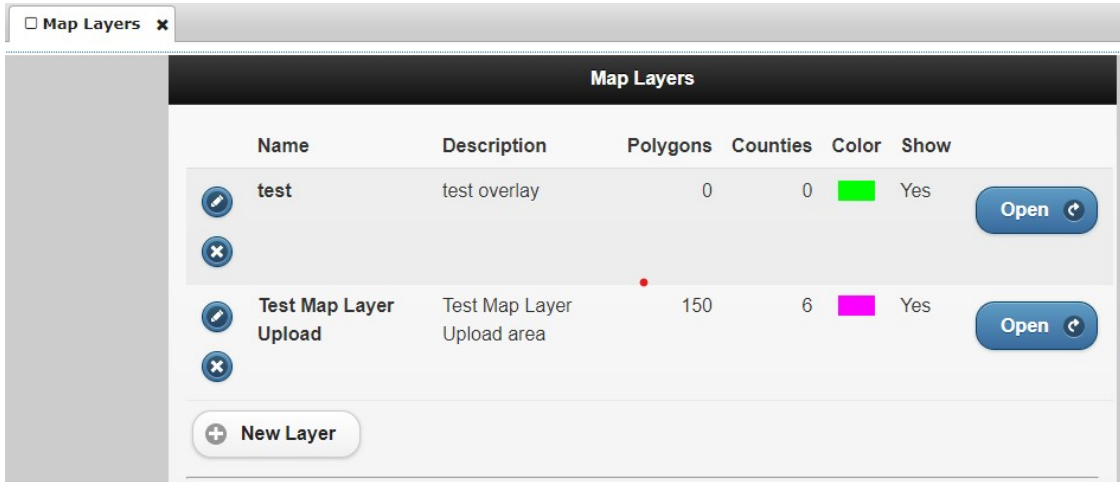 Map Layers
Map Layers
Name Description Polygons Counties Color Show
test test overlay 0 0 Yes Open
Test Map Layer Test Map Layer 150 6 Yes Open
Upload Upload area
New Layer